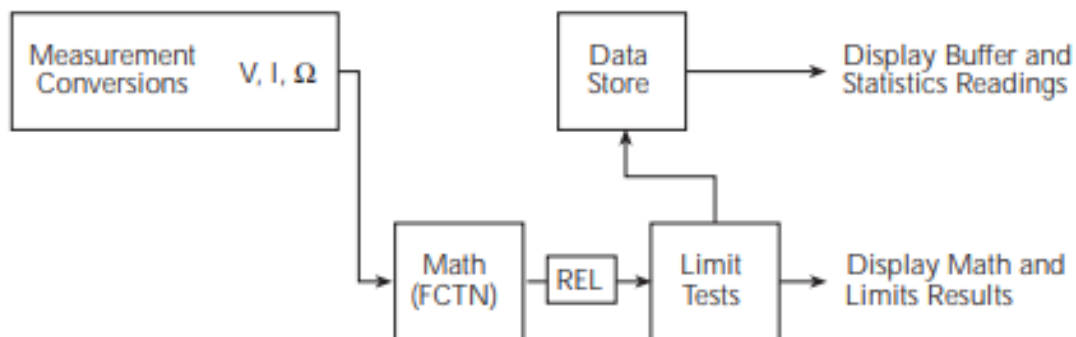 Measurement
Conversions
V, I, Ω
Data
Store
Display Buffer and
Statistics Readings
Math
(FCTN)
REL
Limit
Tests
Display Math and
Limits Results